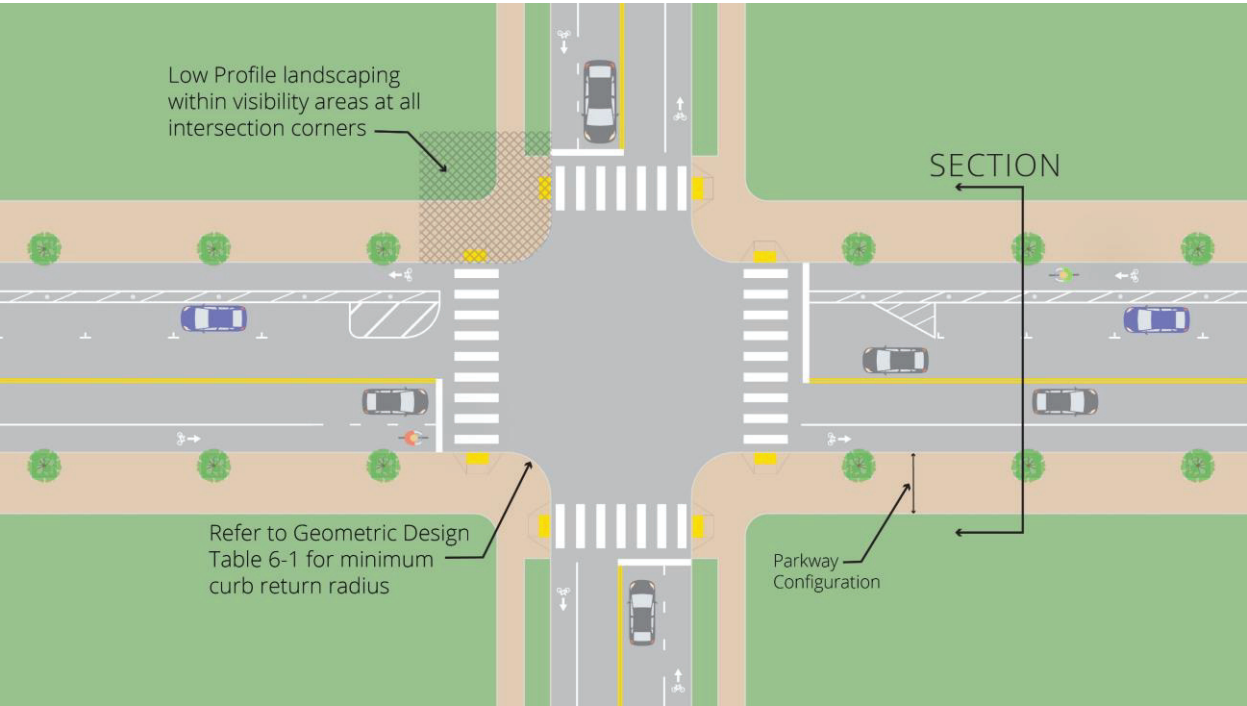 Low Profile landscaping
within visibility areas at all
intersection corners
SECTION
Refer to Geometric Design
Table 6-1 for minimum
curb return radius
Parkway
Configuration